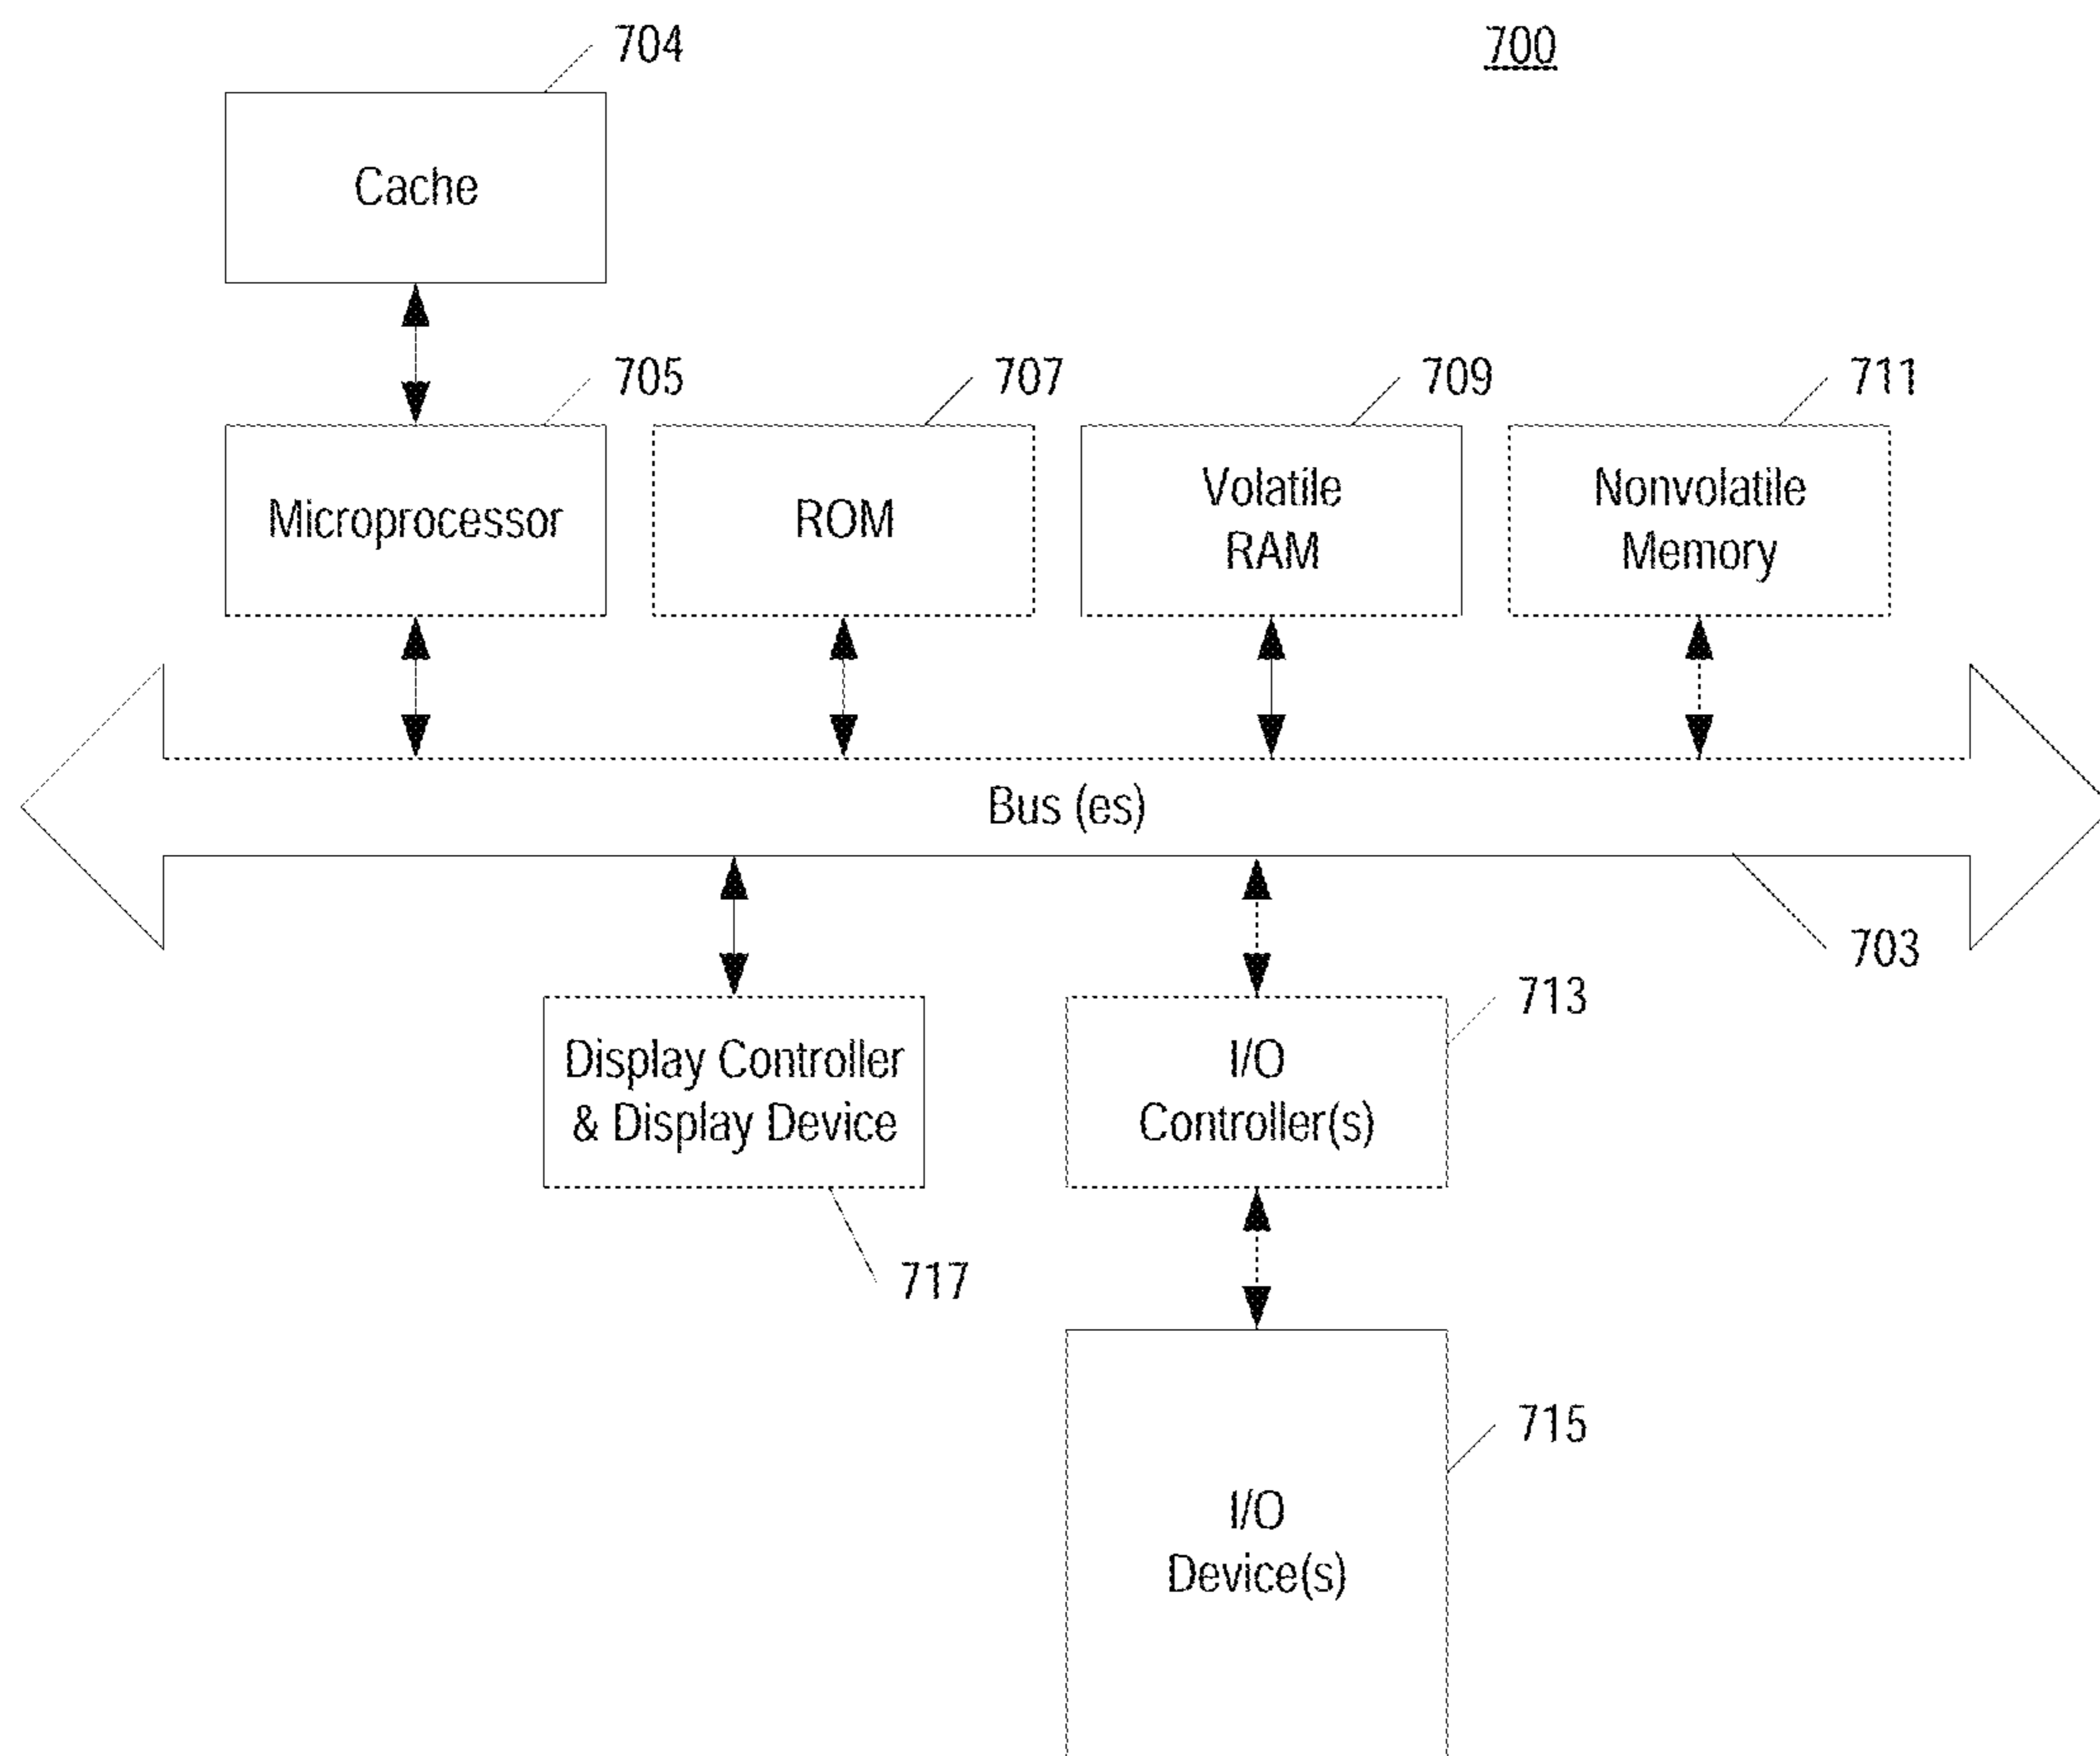 704
700
Cache
705
707
709
711
Microprocessor
ROM
Volatile
RAM
Nonvolatile
Memory
Bus (es)
703
713
Display Controller
& Display Device
I/O
Controller(s)
717
715
I/O
Device(s)